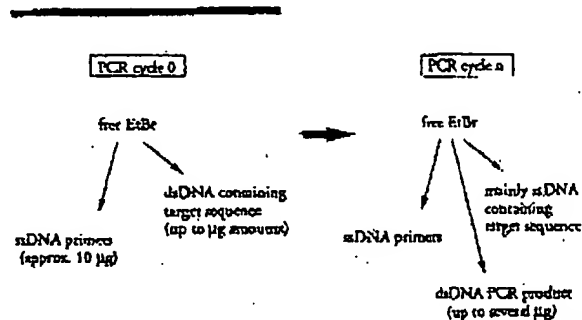 PCR cycle 0
free EtBr
ssDNA primers
(approx. 10 µg)
dsDNA containing
target sequence
(up to µg amounts)
PCR cycle n
free EtBr
ssDNA primers
mainly ssDNA
containing
target sequence
dsDNA PCR product
(up to several µg)